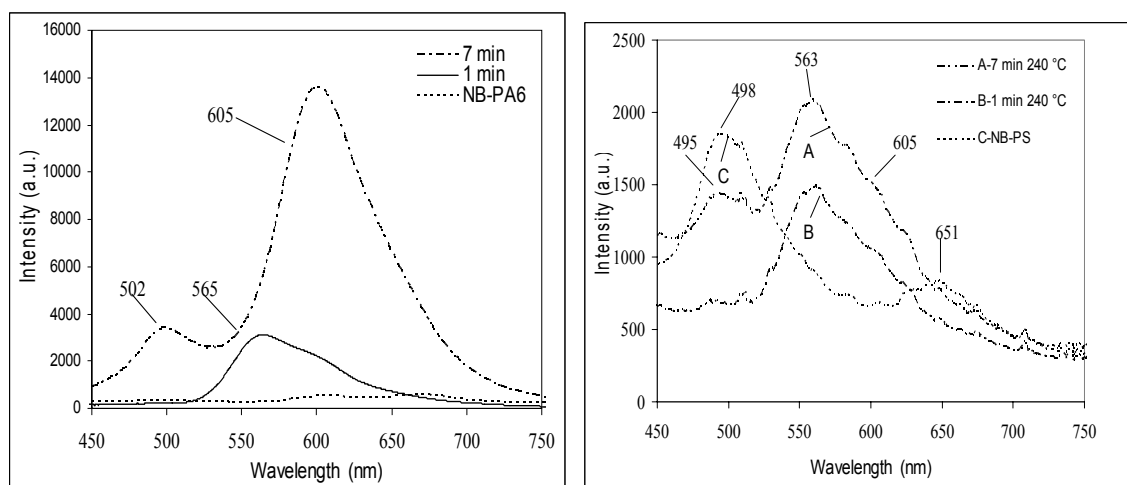 16000
14000
12000
10000
8000
6000
4000
2000
0
Intensity (a.u.)
450 500 550 600 650 700 750
Wavelength (nm)
7 min
1 min
NB-PA6
605
502
565
2500
2000
1500
1000
500
0
Intensity (a.u.)
450 500 550 600 650 700 750
Wavelength (nm)
A-7 min 240 °C
B-1 min 240 °C
C-NB-PS
563
498
495
605
651
A
C
B